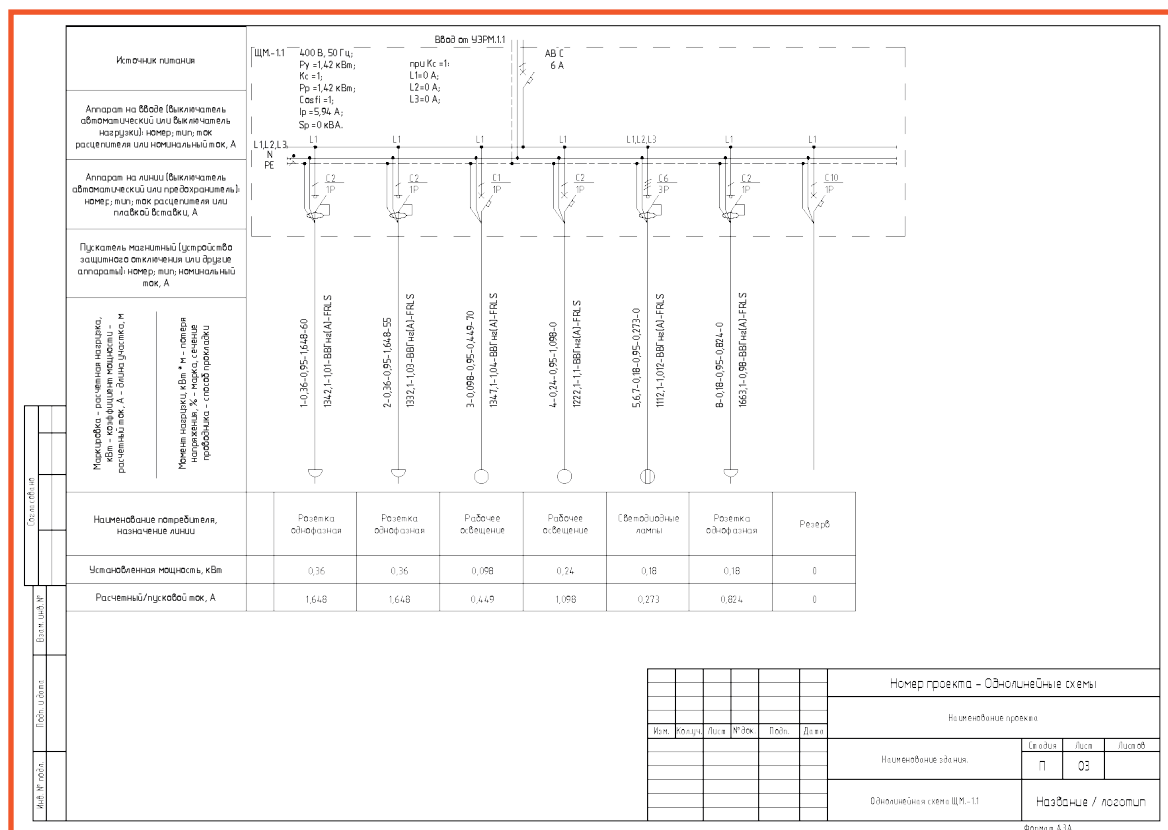 Источник питания
Аппарат на вводе (выключатель
автоматический или выключатель
нагрузки): номер; тип; ток
расцепителя или номинальный ток, А
Аппарат на линии (выключатель
автоматический или предохранитель):
номер; тип; ток расцепителя или
плавкой вставки, А
Пускатель магнитный (устройство
защитного отключения или другие
аппараты): номер; тип; номинальный
ток, А
Маркировка - расчетная нагрузка,
кВт - коэффициент мощности -
расчетный ток, А - длина участка, м
Момент нагрузки, кВт * м - потеря
напряжения, % - марка, сечение
проводника - способ прокладки
Ввод от УЭРМ.1.1
ЩМ.-1.1
400 В, 50 Гц;
Ру =1,42 кВт;
Кс =1;
Рр =1,42 кВт;
Cosfi =1;
Iр =5,94 А;
Sp =0 кВА.
при Кс =1:
L1=0 А;
L2=0 А;
L3=0 А;
АВ С
6 А
L1,L2,L3,
N
PE
L1 L1 L1 L1 L1,L2,L3 L1 L1
C2 C2 C1 C2 C6 C2 C10
1P 1P 1P 1P 3P 1P 1P
1-0,36-0,95-1,648-60
1342,1-1,01-ВВГнг(А)-FRLS
2-0,36-0,95-1,648-55
1332,1-1,03-ВВГнг(А)-FRLS
3-0,098-0,95-0,449-70
1347,1-1,04-ВВГнг(А)-FRLS
4-0,24-0,95-1,098-0
1222,1-1,1-ВВГнг(А)-FRLS
5,6,7-0,18-0,95-0,273-0
1112,1-1,012-ВВГнг(А)-FRLS
8-0,18-0,95-0,824-0
1663,1-0,98-ВВГнг(А)-FRLS
Наименование потребителя,
назначение линии
Розетка
однофазная
Розетка
однофазная
Рабочее
освещение
Рабочее
освещение
Светодиодные
лампы
Розетка
однофазная
Резерв
Установленная мощность, кВт 0,36 0,36 0,098 0,24 0,18 0,18 0
Расчетный/пусковой ток, А 1,648 1,648 0,449 1,098 0,273 0,824 0
Согласовано
Взам. инв. №
Подп. и дата
Инв. № подл.
Изм. Кол.уч. Лист №док. Подп. Дата
Номер проекта - Однолинейные схемы
Наименование проекта
Наименование здания.
Стадия Лист Листов
П 03
Однолинейная схема ЩМ.-1.1
Название / логотип
Формат А3А